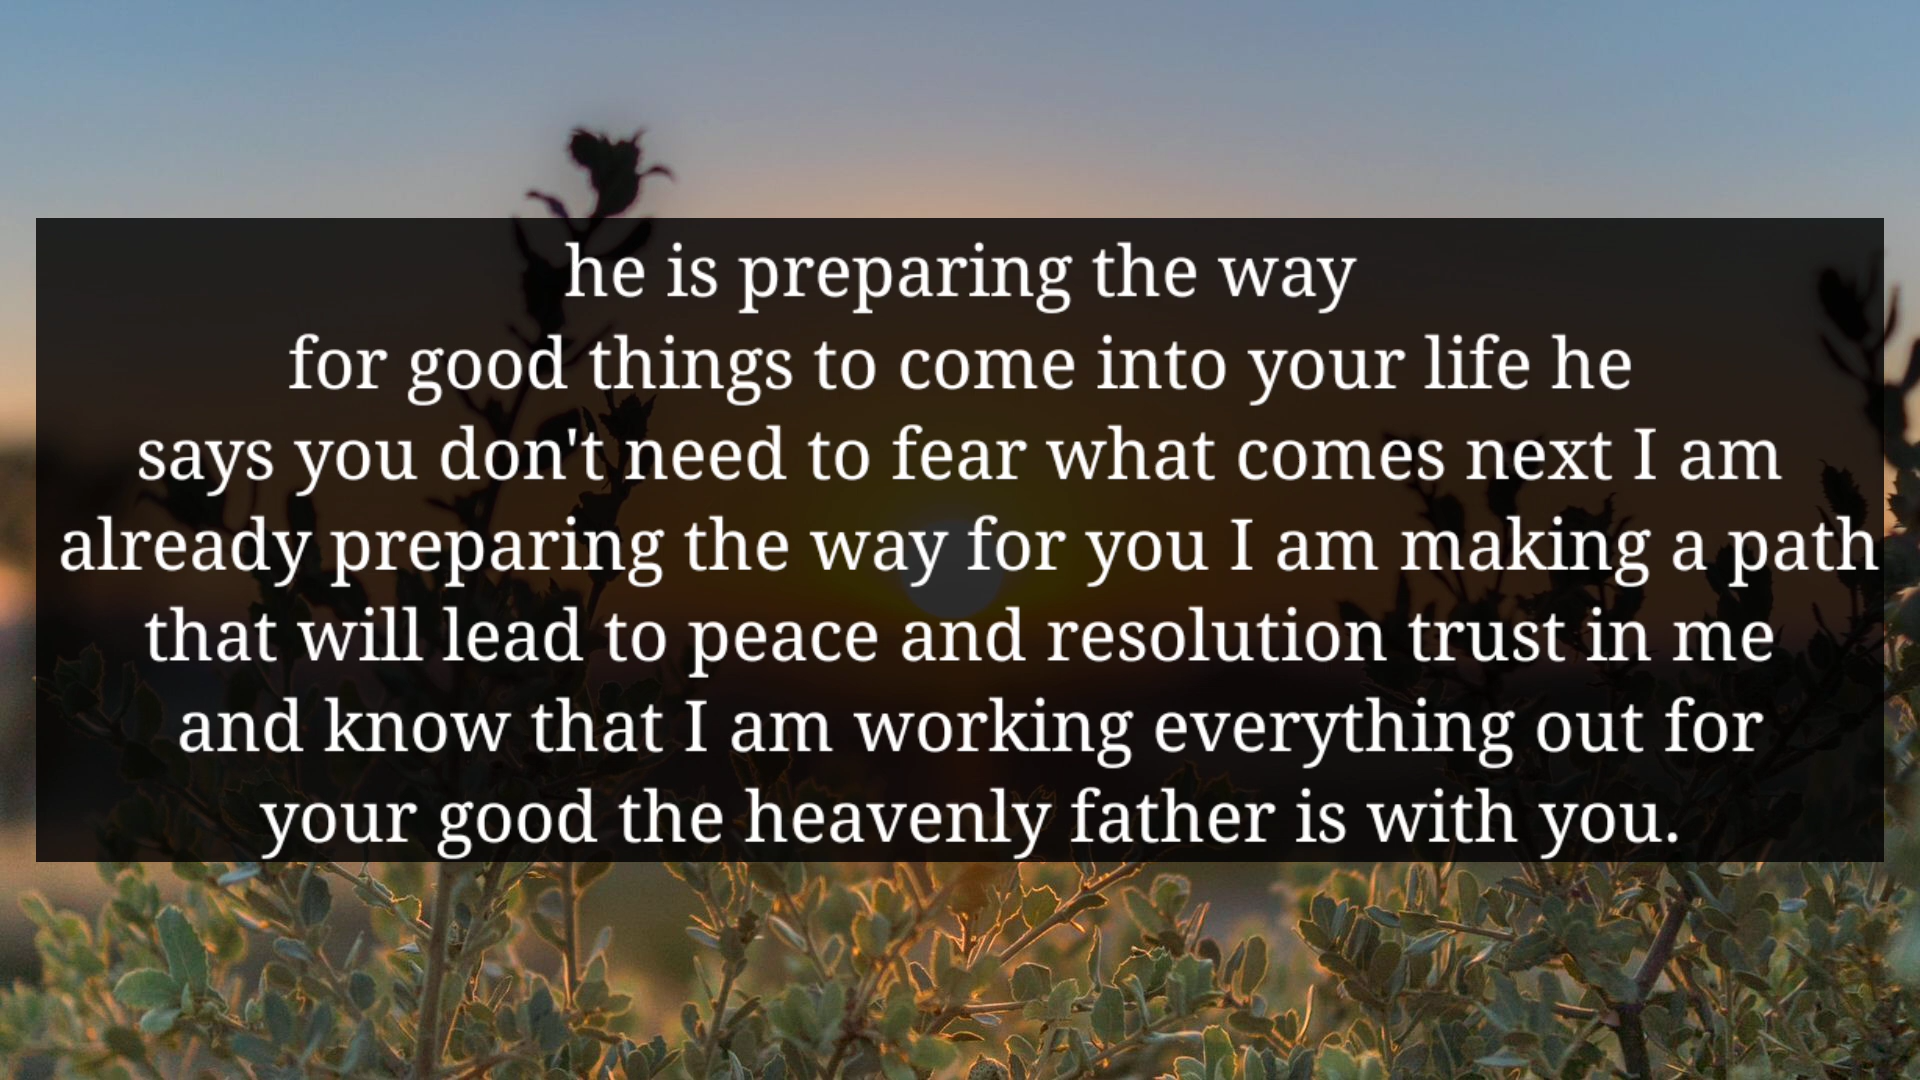 he is preparing the way
for good things to come into your life he
says you don't need to fear what comes next I am
already preparing the way for you I am making a path
that will lead to peace and resolution trust in me
and know that I am working everything out for
your good the heavenly father is with you.